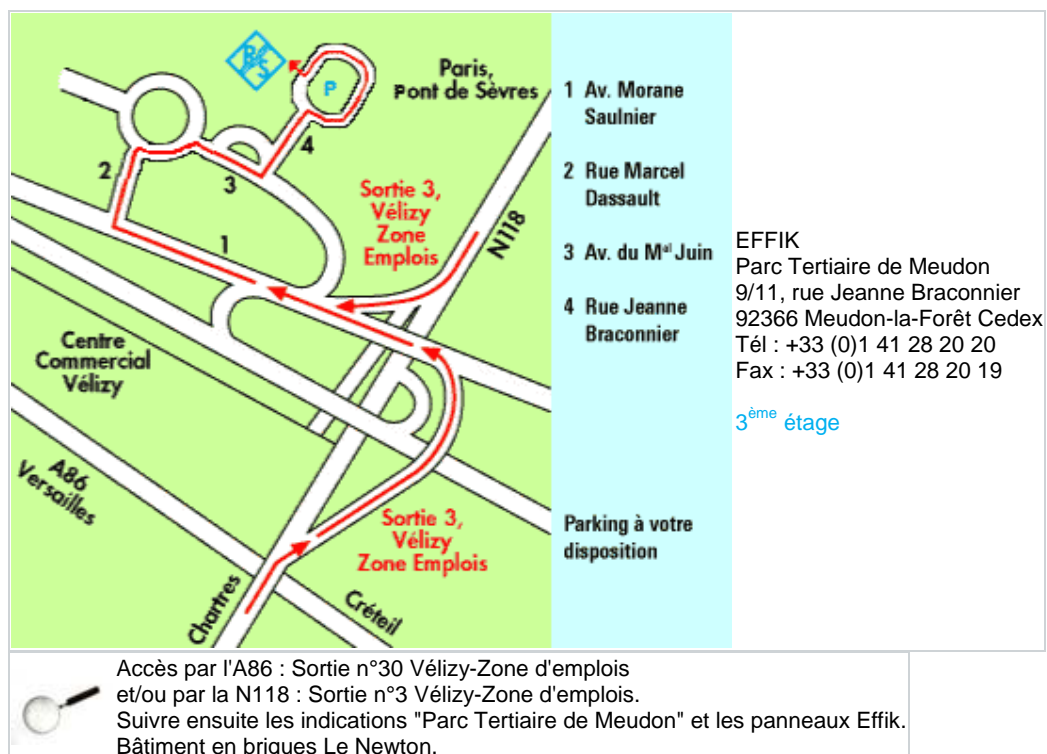 Paris,
Pont de Sèvres
P
4
2
3
1
Sortie 3,
Vélizy
Zone
Emplois
N118
Centre
Commercial
Vélizy
A86
Versailles
Sortie 3,
Vélizy
Zone Emplois
Chartres
Créteil
1 Av. Morane
Saulnier
2 Rue Marcel
Dassault
3 Av. du Mal Juin
4 Rue Jeanne
Braconnier
Parking à votre
disposition
EFFIK
Parc Tertiaire de Meudon
9/11, rue Jeanne Braconnier
92366 Meudon-la-Forêt Cedex
Tél : +33 (0)1 41 28 20 20
Fax : +33 (0)1 41 28 20 19
3ème étage
Accès par l'A86 : Sortie n°30 Vélizy-Zone d'emplois
et/ou par la N118 : Sortie n°3 Vélizy-Zone d'emplois.
Suivre ensuite les indications "Parc Tertiaire de Meudon" et les panneaux Effik.
Bâtiment en briques Le Newton.